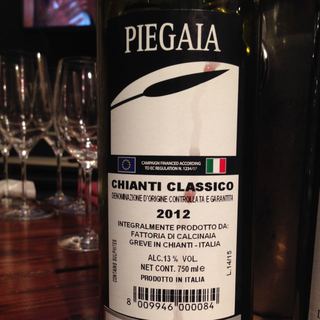 PIEGAIA
CAMPAIGN FINANCED ACCORDING
TO EC REGULATION N. 1234/07
CHIANTI CLASSICO
DENOMINAZIONE D'ORIGINE CONTROLLATA E GARANTITA
2012
INTEGRALMENTE PRODOTTO DA:
FATTORIA DI CALCINAIA
GREVE IN CHIANTI - ITALIA
ALC.13 % VOL.
NET CONT. 750 ml e
PRODOTTO IN ITALIA
CONTAINS SULPHITES
L.14/15
8 009946 000084